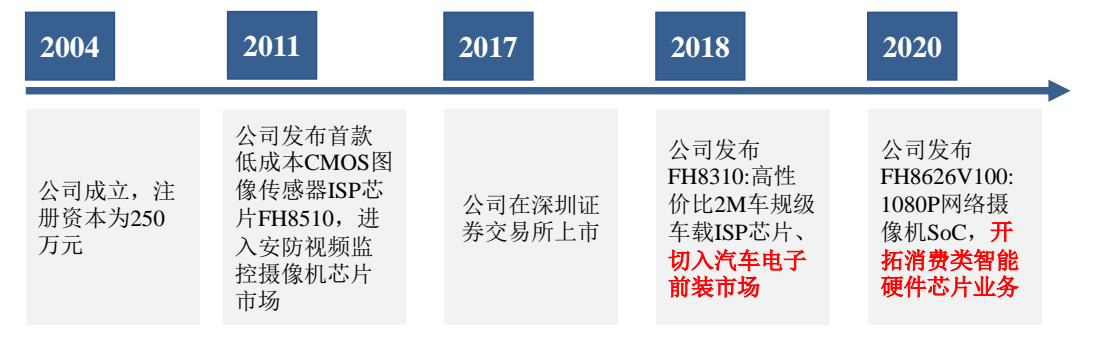 2004
2011
2017
2018
2020
公司成立，注
册资本为250
万元
公司发布首款
低成本CMOS图
像传感器ISP芯
片FH8510，进
入安防视频监
控摄像机芯片
市场
公司在深圳证
券交易所上市
公司发布
FH8310:高性
价比2M车规级
车载ISP芯片、
切入汽车电子
前装市场
公司发布
FH8626V100:
1080P网络摄
像机SoC，开
拓消费类智能
硬件芯片业务